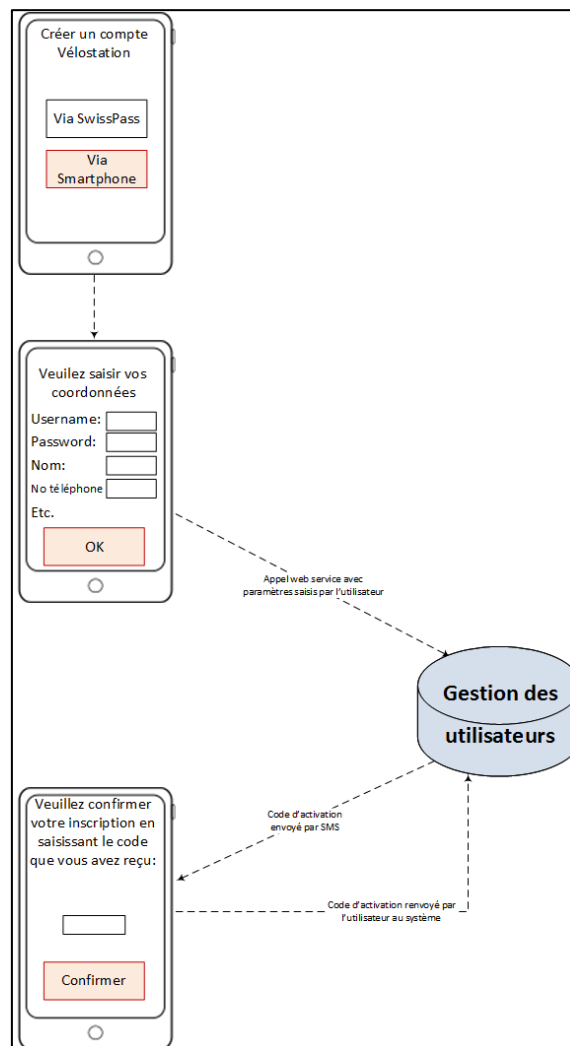 Créer un compte
Vélostation
Via SwissPass
Via
Smartphone
Veuilez saisir vos
coordonnées
Username:
Password:
Nom:
No téléphone
Etc.
OK
Appel web service avec
paramètres saisis par l'utilisateur
Gestion des
utilisateurs
Code d'activation
envoyé par SMS
Code d'activation renvoyé par
l'utilisateur au système
Veuillez confirmer
votre inscription en
saisissant le code
que vous avez reçu:
Confirmer